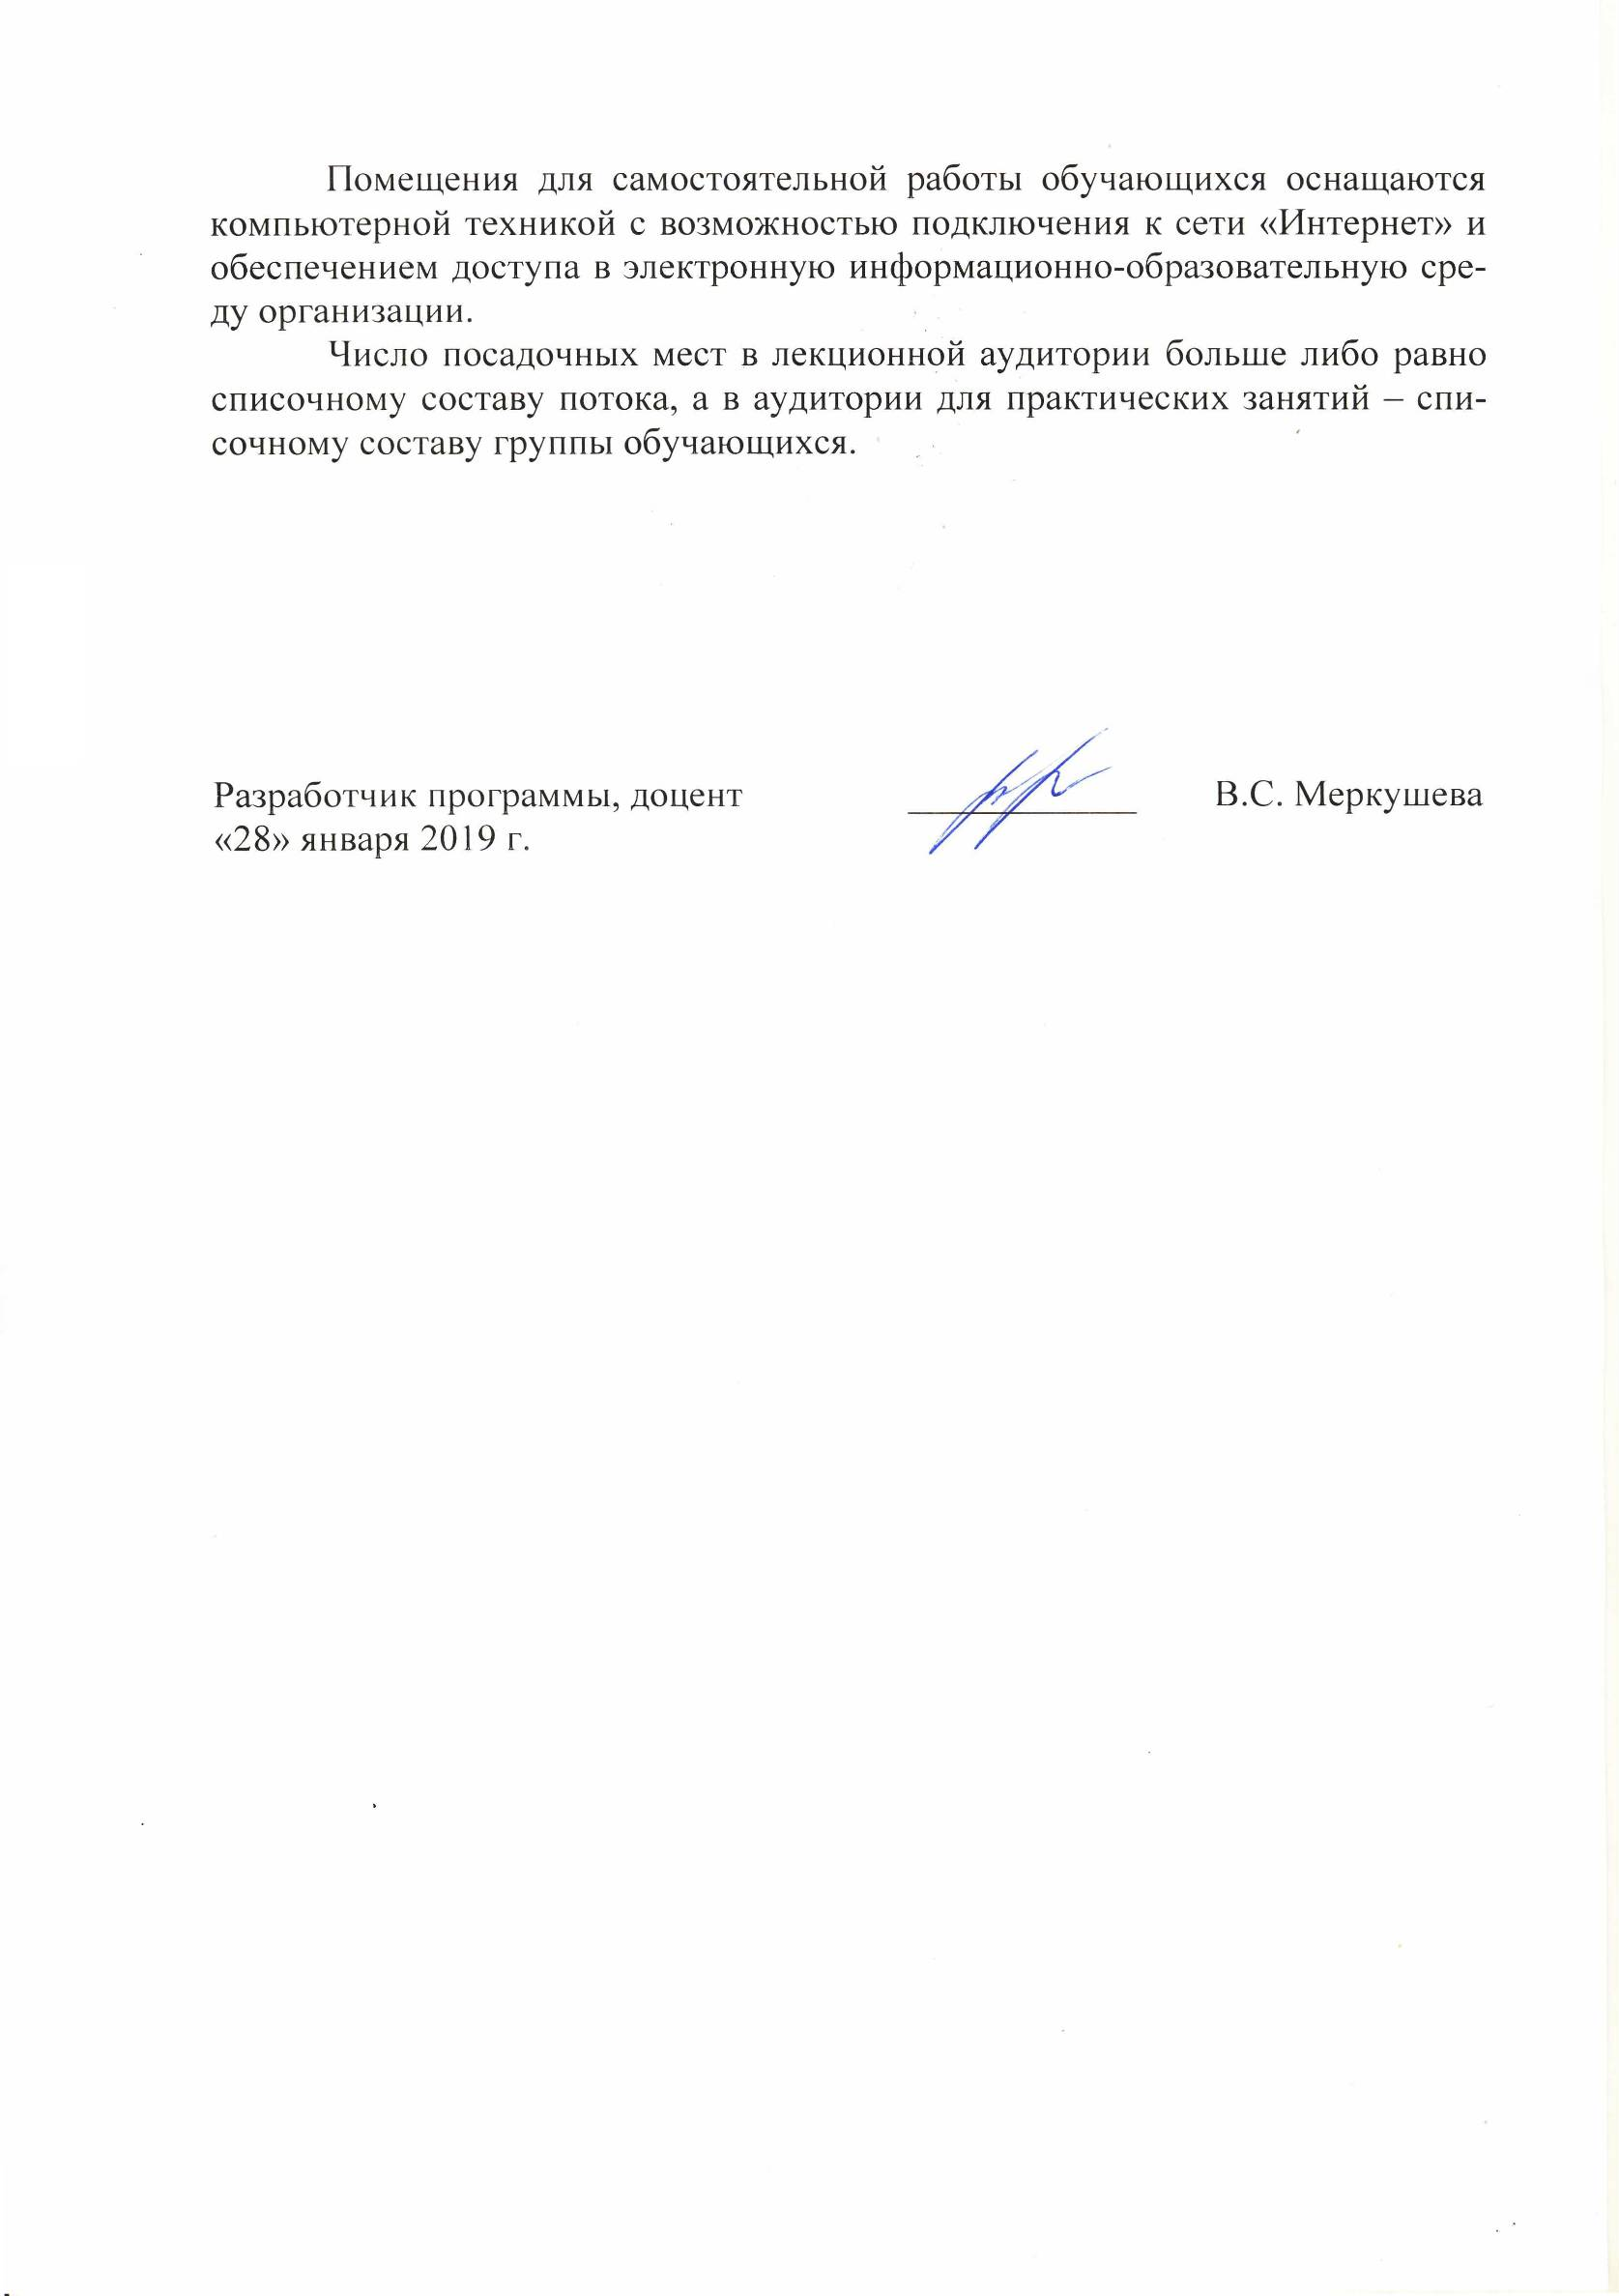 Помещения для самостоятельной работы обучающихся оснащаются
компьютерной техникой с возможностью подключения к сети «Интернет» и
обеспечением доступа в электронную информационно-образовательную сре-
ду организации.
Число посадочных мест в лекционной аудитории больше либо равно
списочному составу потока, а в аудитории для практических занятий – спи-
сочному составу группы обучающихся.
Разработчик программы, доцент ____________ В.С. Меркушева
«28» января 2019 г.